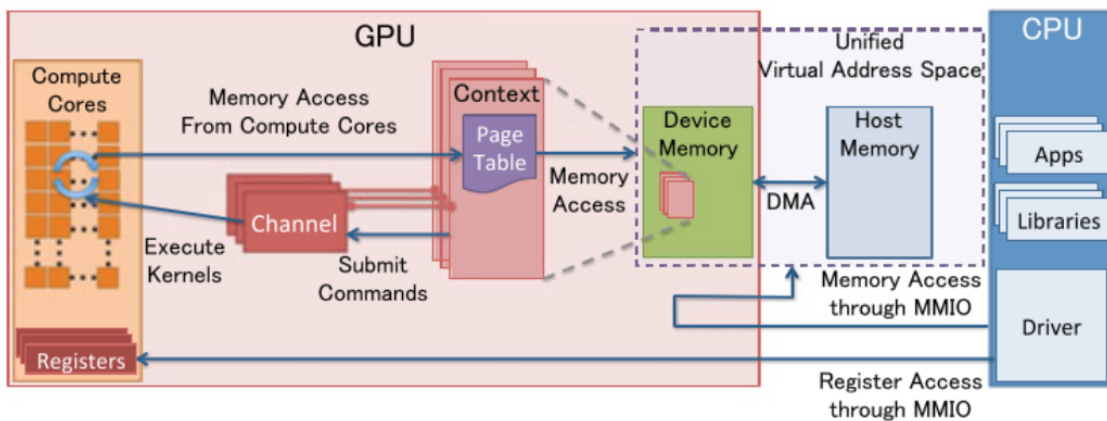 GPU
CPU
Compute
Cores
Memory Access
From Compute Cores
Context
Page
Table
Memory
Access
Channel
Execute
Kernels
Submit
Commands
Registers
Unified
Virtual Address Space
Device
Memory
Host
Memory
DMA
Memory Access
through MMIO
Register Access
through MMIO
Apps
Libraries
Driver